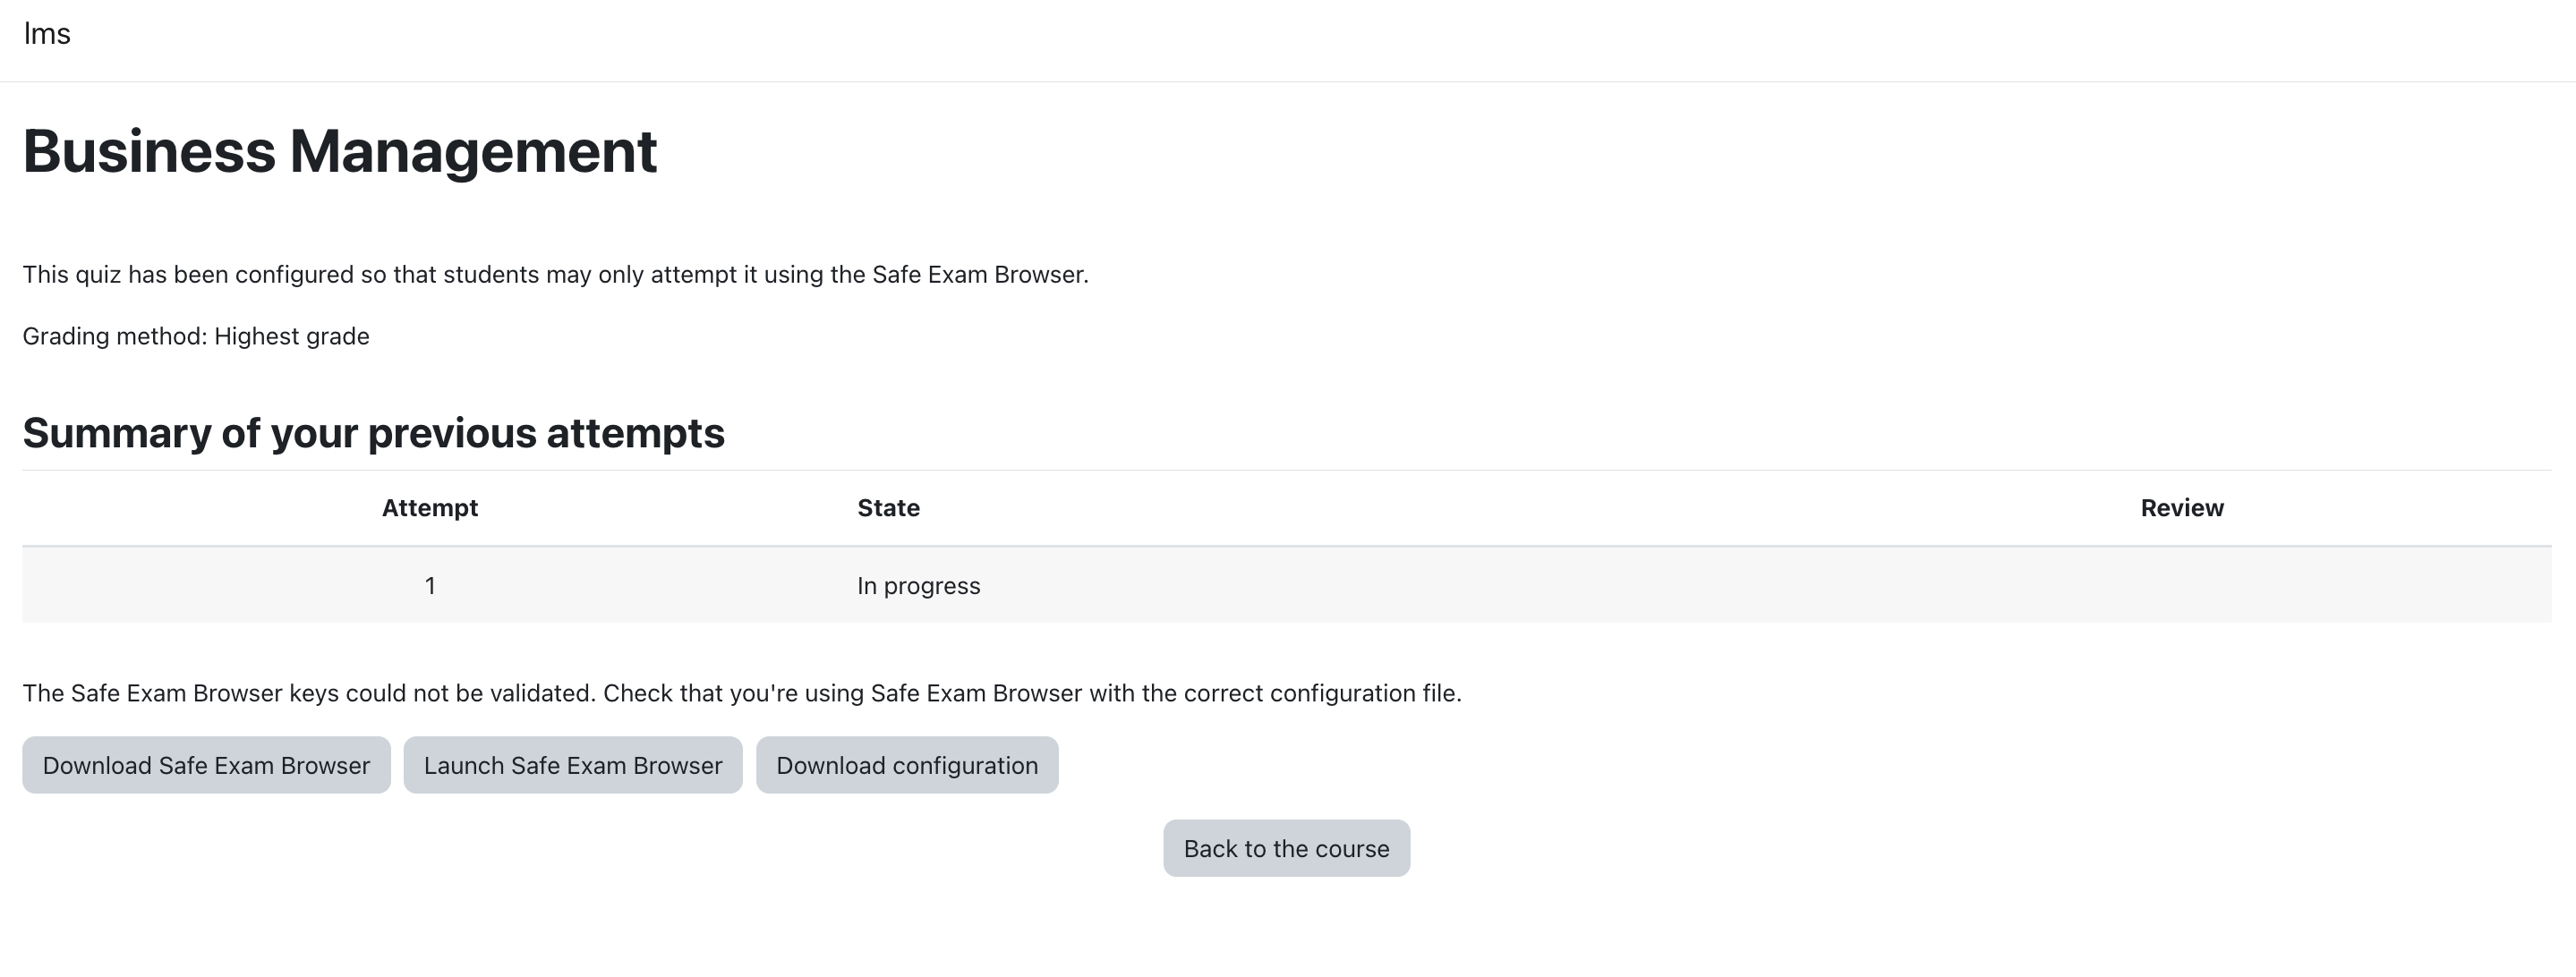 lms
Business Management
This quiz has been configured so that students may only attempt it using the Safe Exam Browser.
Grading method: Highest grade
Summary of your previous attempts
Attempt State Review
1 In progress
The Safe Exam Browser keys could not be validated. Check that you're using Safe Exam Browser with the correct configuration file.
Download Safe Exam Browser Launch Safe Exam Browser Download configuration
Back to the course